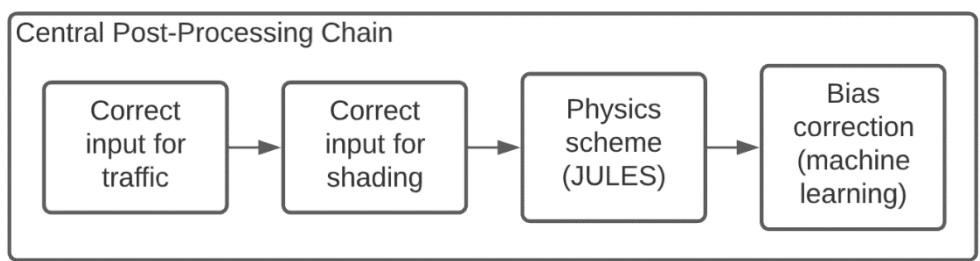 Central Post-Processing Chain
Correct
input for
traffic
Correct
input for
shading
Physics
scheme
(JULES)
Bias
correction
(machine
learning)